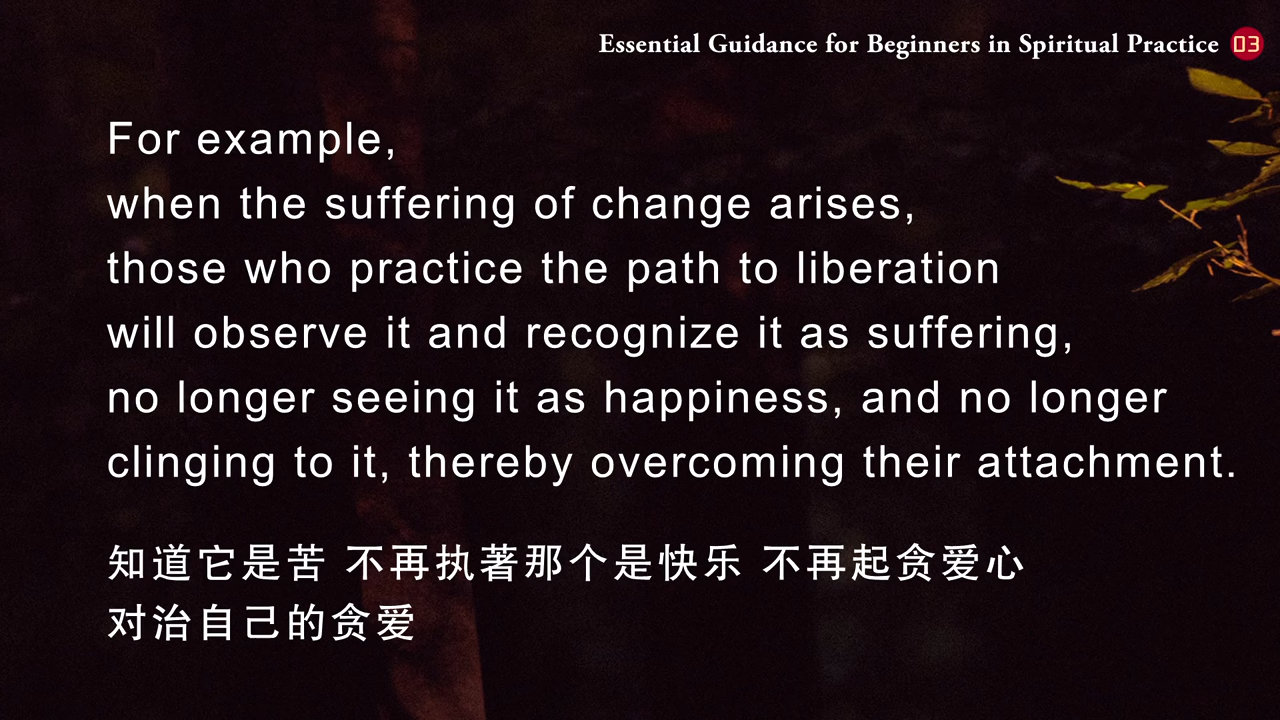 Essential Guidance for Beginners in Spiritual Practice 03
For example,
when the suffering of change arises,
those who practice the path to liberation
will observe it and recognize it as suffering,
no longer seeing it as happiness, and no longer
clinging to it, thereby overcoming their attachment.
知道它是苦 不再执著那个是快乐 不再起贪爱心
对治自己的贪爱